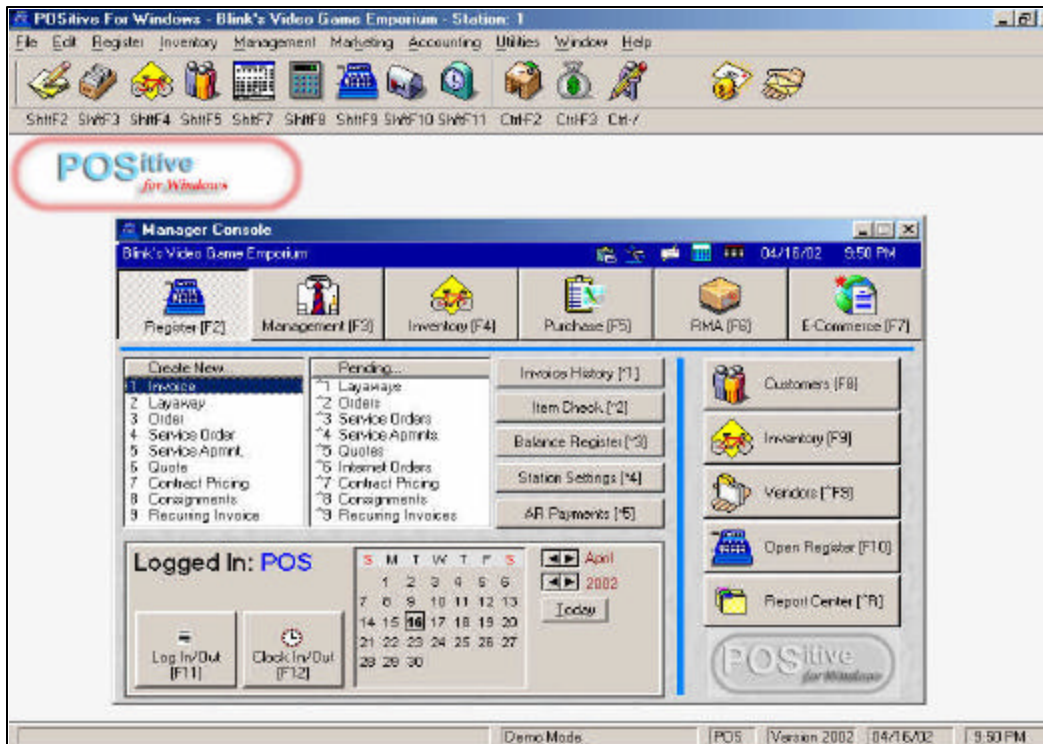 POSitive For Windows - Blink's Video Game Emporium - Station: 1
File Edit Register Inventory Management Marketing Accounting Utilities Window Help
ShftF2 ShftF3 ShftF4 ShftF5 ShftF7 ShftF8 ShftF9 ShftF10 ShftF11 Ctrl-F2 Ctrl-F3 Ctrl-/
POSitive
for Windows
Manager Console
Blink's Video Game Emporium 04/16/02 9:50 PM
Register [F2] Management [F3] Inventory [F4] Purchase [F5] RMA [F6] E-Commerce [F7]
Create New...
1 Invoice
2 Layaway
3 Order
4 Service Order
5 Service Apmnt.
6 Quote
7 Contract Pricing
8 Consignments
9 Recuring Invoice
Pending...
^1 Layaways
^2 Orders
^3 Service Orders
^4 Service Apmnts.
^5 Quotes
^6 Internet Orders
^7 Contract Pricing
^8 Consignments
^9 Recuring Invoices
Invoice History [*1]
Item Check [*2]
Balance Register [*3]
Station Settings [*4]
AR Payments [*5]
Customers [F8]
Inventory [F9]
Vendors [^F9]
Open Register [F10]
Report Center [^R]
Logged In: POS
Log In/Out
[F11]
Clock In/Out
[F12]
S M T W T F S
1 2 3 4 5 6
7 8 9 10 11 12 13
14 15 16 17 18 19 20
21 22 23 24 25 26 27
28 29 30
April
2002
Today
POSitive
for Windows
Demo Mode POS Version 2002 04/16/02 9:50 PM